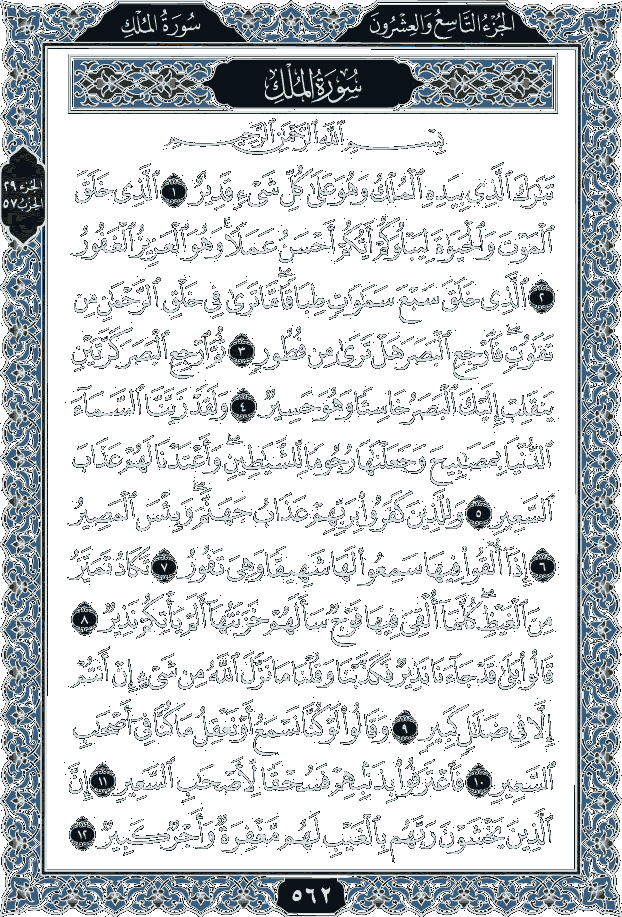 الجُزْءُ التَّاسِعُ وَالعِشْرُونَ
سُورَةُ المُلْكِ
سُورَةُ المُلْكِ
الجزء ٢٩
الحزب ٥٧
بِسْمِ اللَّهِ الرَّحْمَٰنِ الرَّحِيمِ
تَبَٰرَكَ ٱلَّذِى بِيَدِهِ ٱلْمُلْكُ وَهُوَ عَلَىٰ كُلِّ شَىْءٍ قَدِيرٌ ١ ٱلَّذِى خَلَقَ
ٱلْمَوْتَ وَٱلْحَيَوٰةَ لِيَبْلُوَكُمْ أَيُّكُمْ أَحْسَنُ عَمَلًا ۚ وَهُوَ ٱلْعَزِيزُ ٱلْغَفُورُ
٢ ٱلَّذِى خَلَقَ سَبْعَ سَمَٰوَٰتٍ طِبَاقًا ۖ مَّا تَرَىٰ فِى خَلْقِ ٱلرَّحْمَٰنِ مِن
تَفَٰوُتٍ ۖ فَٱرْجِعِ ٱلْبَصَرَ هَلْ تَرَىٰ مِن فُطُورٍ ٣ ثُمَّ ٱرْجِعِ ٱلْبَصَرَ كَرَّتَيْنِ
يَنقَلِبْ إِلَيْكَ ٱلْبَصَرُ خَاسِئًا وَهُوَ حَسِيرٌ ٤ وَلَقَدْ زَيَّنَّا ٱلسَّمَآءَ
ٱلدُّنْيَا بِمَصَٰبِيحَ وَجَعَلْنَٰهَا رُجُومًا لِّلشَّيَٰطِينِ ۖ وَأَعْتَدْنَا لَهُمْ عَذَابَ
ٱلسَّعِيرِ ٥ وَلِلَّذِينَ كَفَرُوا۟ بِرَبِّهِمْ عَذَابُ جَهَنَّمَ ۖ وَبِئْسَ ٱلْمَصِيرُ
٦ إِذَآ أُلْقُوا۟ فِيهَا سَمِعُوا۟ لَهَا شَهِيقًا وَهِىَ تَفُورُ ٧ تَكَادُ تَمَيَّزُ
مِنَ ٱلْغَيْظِ ۖ كُلَّمَآ أُلْقِىَ فِيهَا فَوْجٌ سَأَلَهُمْ خَزَنَتُهَآ أَلَمْ يَأْتِكُمْ نَذِيرٌ ٨
قَالُوا۟ بَلَىٰ قَدْ جَآءَنَا نَذِيرٌ فَكَذَّبْنَا وَقُلْنَا مَا نَزَّلَ ٱللَّهُ مِن شَىْءٍ إِنْ أَنتُمْ
إِلَّا فِى ضَلَٰلٍ كَبِيرٍ ٩ وَقَالُوا۟ لَوْ كُنَّا نَسْمَعُ أَوْ نَعْقِلُ مَا كُنَّا فِىٓ أَصْحَٰبِ
ٱلسَّعِيرِ ١٠ فَٱعْتَرَفُوا۟ بِذَنۢبِهِمْ فَسُحْقًا لِّأَصْحَٰبِ ٱلسَّعِيرِ ١١ إِنَّ
ٱلَّذِينَ يَخْشَوْنَ رَبَّهُم بِٱلْغَيْبِ لَهُم مَّغْفِرَةٌ وَأَجْرٌ كَبِيرٌ ١٢
٥٦٢